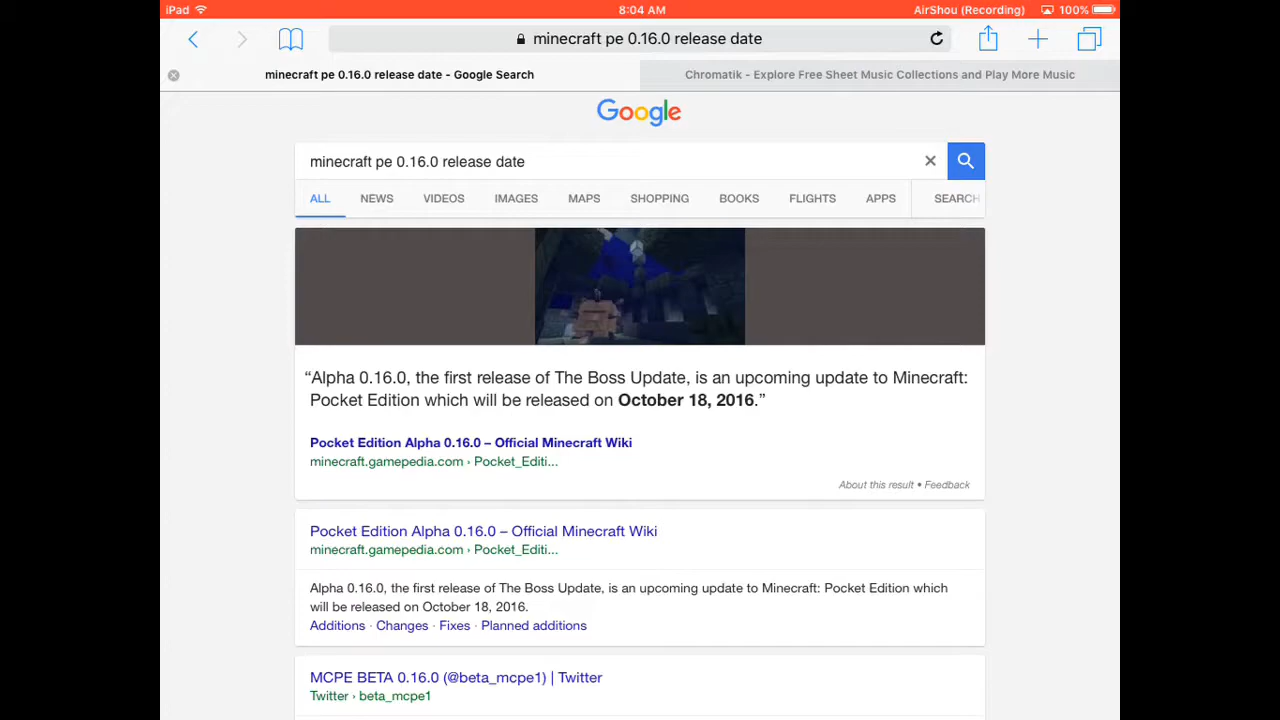 iPad 8:04 AM AirShou (Recording) 100%
minecraft pe 0.16.0 release date
minecraft pe 0.16.0 release date - Google Search Chromatik - Explore Free Sheet Music Collections and Play More Music
Google
minecraft pe 0.16.0 release date
ALL NEWS VIDEOS IMAGES MAPS SHOPPING BOOKS FLIGHTS APPS SEARCH
“Alpha 0.16.0, the first release of The Boss Update, is an upcoming update to Minecraft:
Pocket Edition which will be released on October 18, 2016.”
Pocket Edition Alpha 0.16.0 – Official Minecraft Wiki
minecraft.gamepedia.com › Pocket_Editi...
About this result • Feedback
Pocket Edition Alpha 0.16.0 – Official Minecraft Wiki
minecraft.gamepedia.com › Pocket_Editi...
Alpha 0.16.0, the first release of The Boss Update, is an upcoming update to Minecraft: Pocket Edition which
will be released on October 18, 2016.
Additions · Changes · Fixes · Planned additions
MCPE BETA 0.16.0 (@beta_mcpe1) | Twitter
Twitter › beta_mcpe1